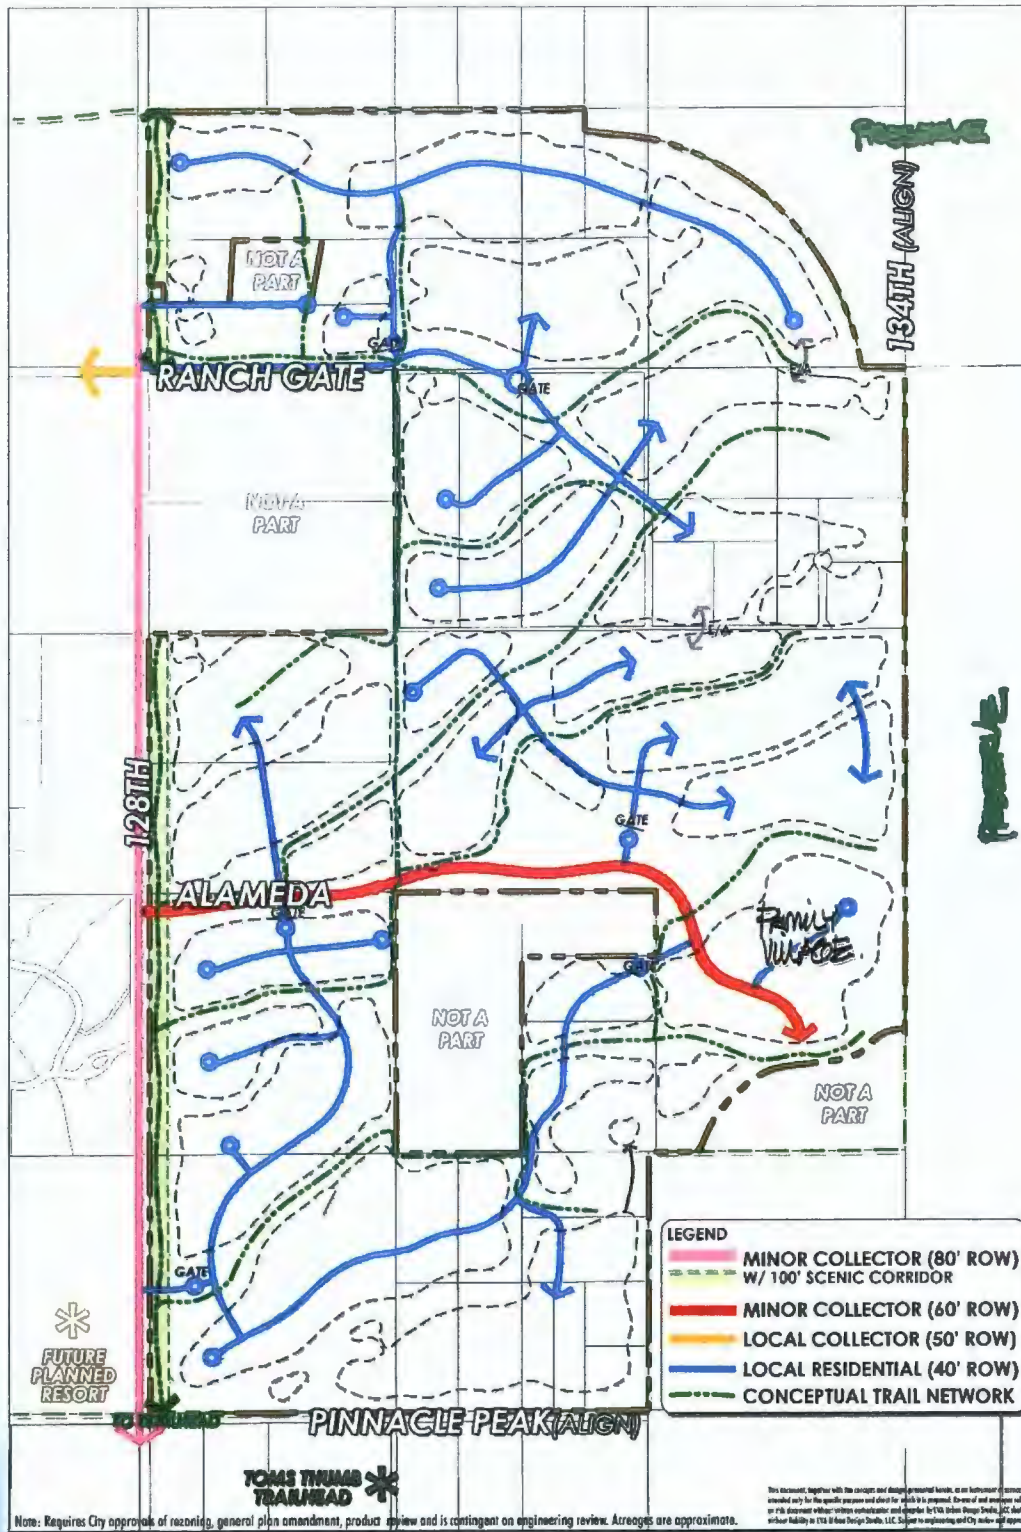 PRESERVE
134TH (ALIGN)
NOT A
PART
GATE
RANCH GATE
GATE
E/A
NOT A
PART
E/A
PRESERVE
128TH
GATE
ALAMEDA
GATE
FAMILY
VILLAGE
GATE
NOT A
PART
NOT A
PART
GATE
LEGEND
MINOR COLLECTOR (80' ROW)
W/ 100' SCENIC CORRIDOR
MINOR COLLECTOR (60' ROW)
LOCAL COLLECTOR (50' ROW)
LOCAL RESIDENTIAL (40' ROW)
CONCEPTUAL TRAIL NETWORK
FUTURE
PLANNED
RESORT
TO TRAILHEAD
PINNACLE PEAK (ALIGN)
TOMS THUMB
TRAILHEAD
Note: Requires City approvals of rezoning, general plan amendment, product review and is contingent on engineering review. Acreages are approximate.